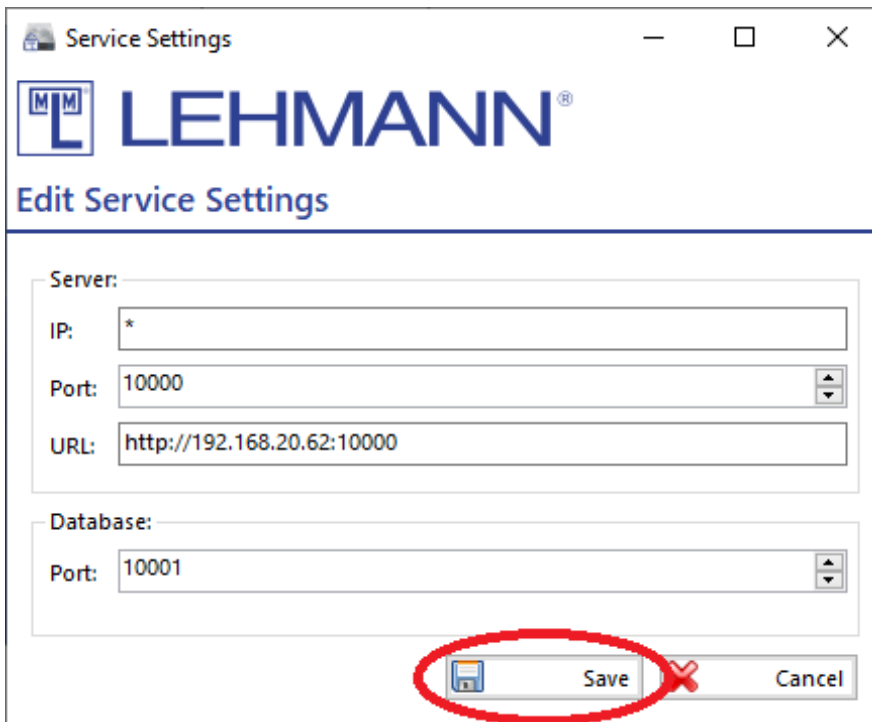 Service Settings
MLM LEHMANN®
Edit Service Settings
Server:
IP: *
Port: 10000
URL: http://192.168.20.62:10000
Database:
Port: 10001
Save Cancel